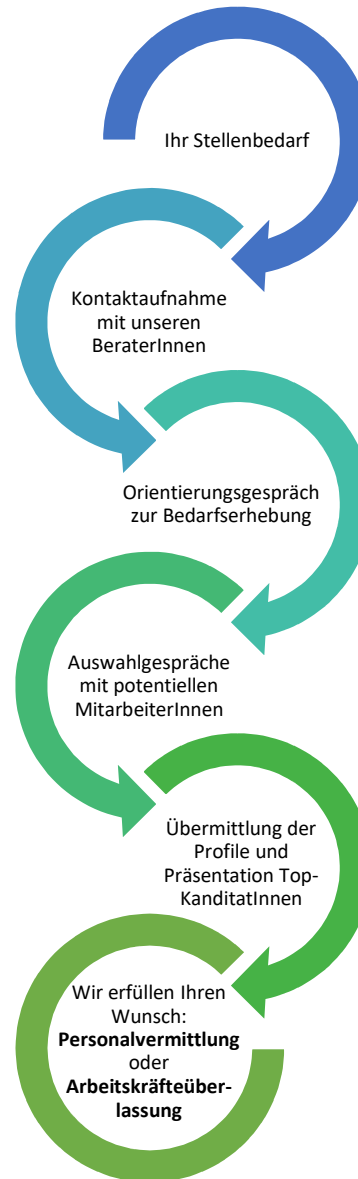 Ihr Stellenbedarf
Kontaktaufnahme
mit unseren
BeraterInnen
Orientierungsgespräch
zur Bedarfserhebung
Auswahlgespräche
mit potentiellen
MitarbeiterInnen
Übermittlung der
Profile und
Präsentation Top-
KanditatInnen
Wir erfüllen Ihren
Wunsch:
Personalvermittlung
oder
Arbeitskräfteüber-
lassung